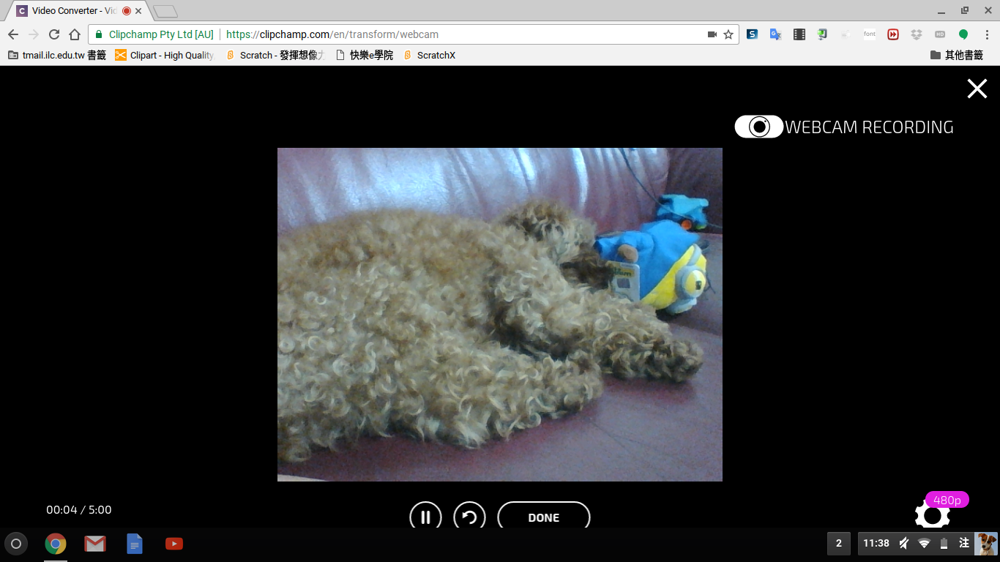 Video Converter - Vid
Clipchamp Pty Ltd [AU] https://clipchamp.com/en/transform/webcam
font HD
tmail.ilc.edu.tw 書籤 Clipart - High Quality Scratch - 發揮想像力 快樂e學院 ScratchX 其他書籤
WEBCAM RECORDING
00:04 / 5:00
DONE
480p
2 11:38 注